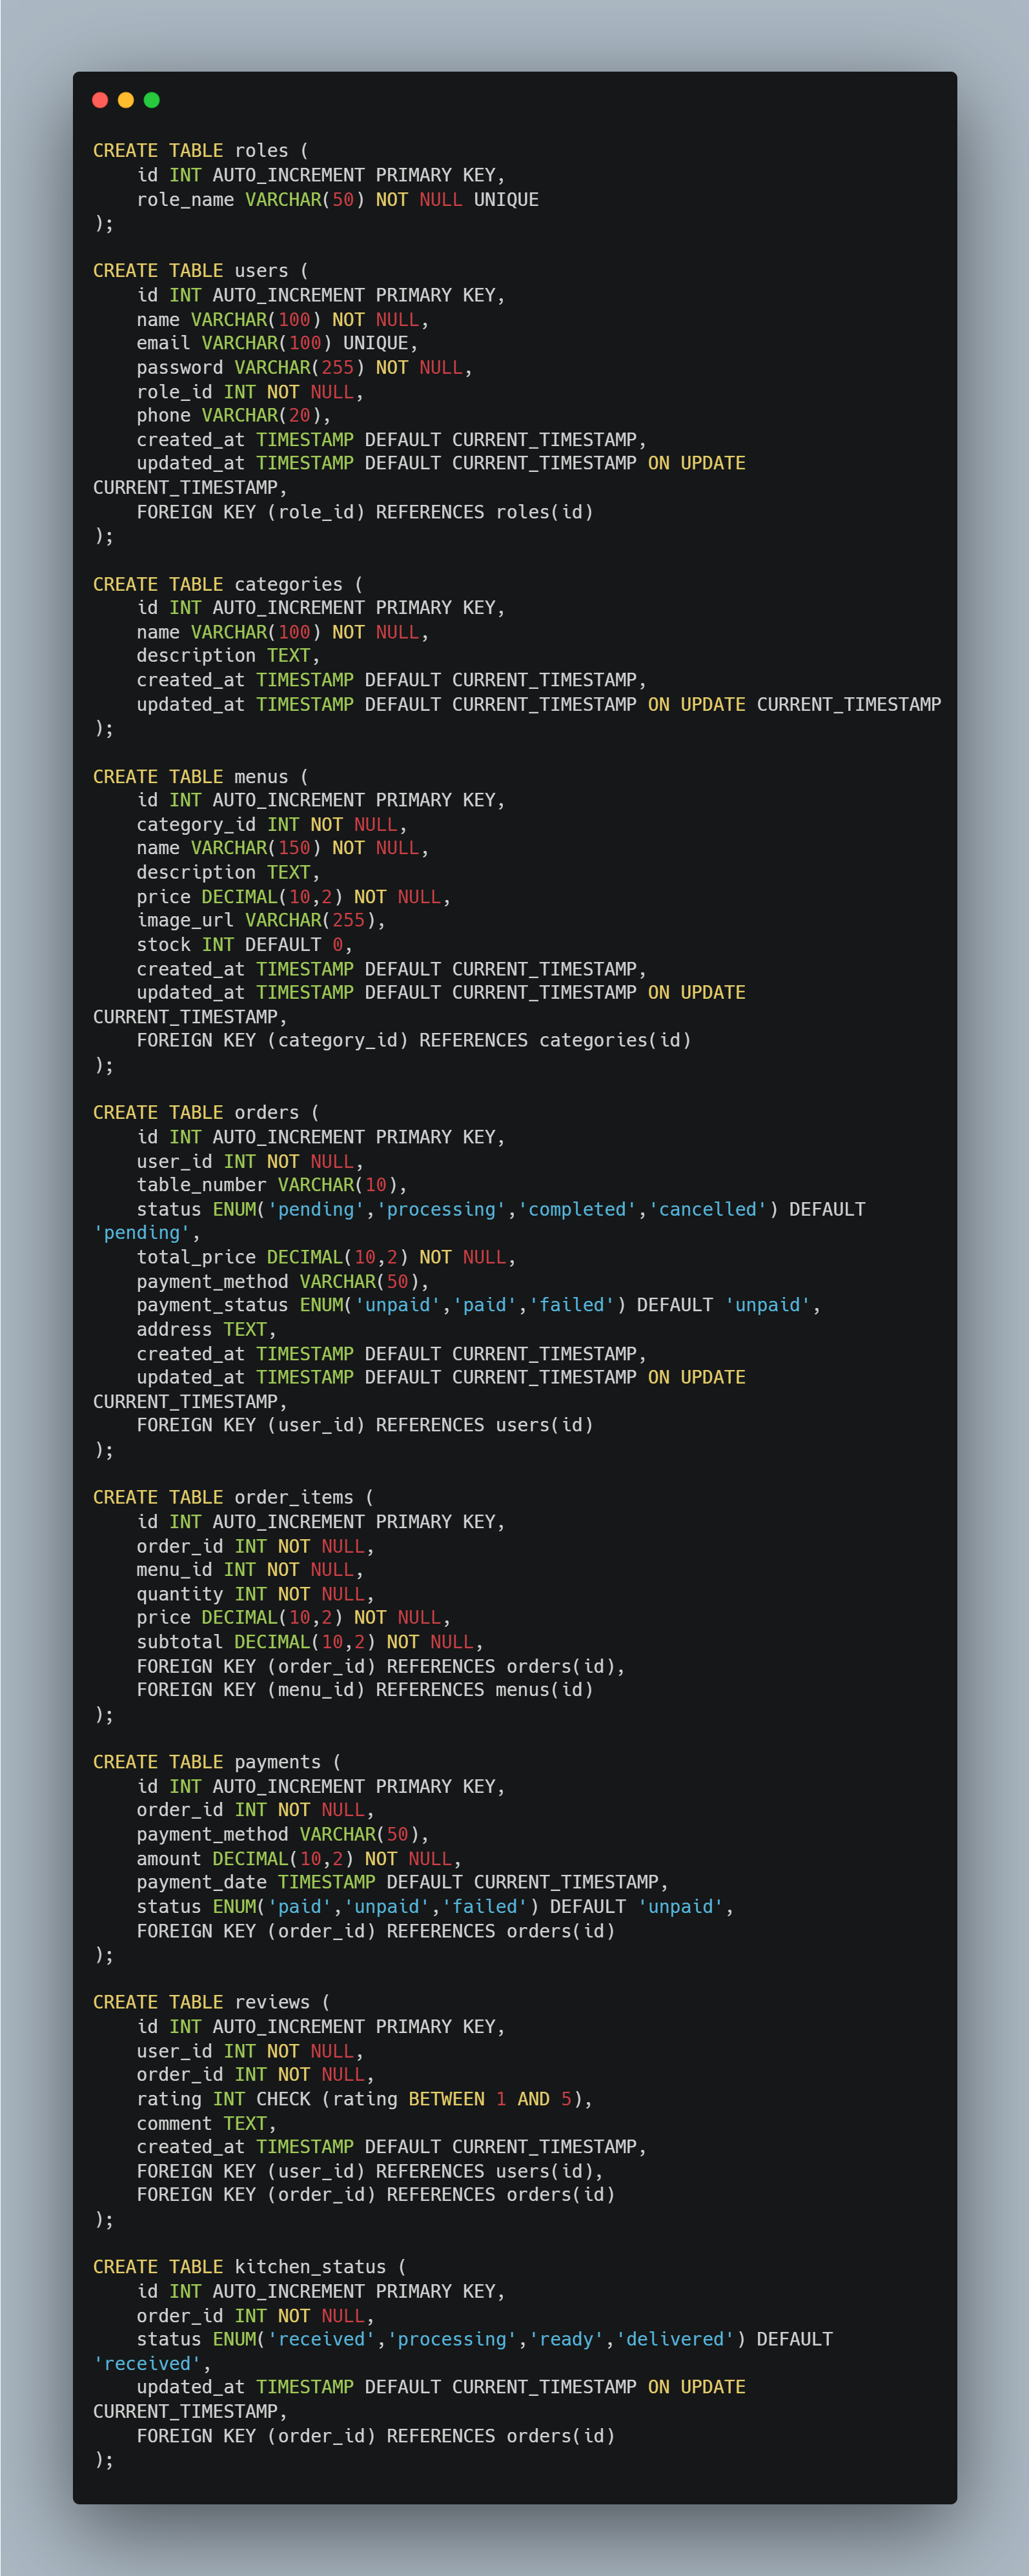 CREATE TABLE roles (
    id INT AUTO_INCREMENT PRIMARY KEY,
    role_name VARCHAR(50) NOT NULL UNIQUE
);

CREATE TABLE users (
    id INT AUTO_INCREMENT PRIMARY KEY,
    name VARCHAR(100) NOT NULL,
    email VARCHAR(100) UNIQUE,
    password VARCHAR(255) NOT NULL,
    role_id INT NOT NULL,
    phone VARCHAR(20),
    created_at TIMESTAMP DEFAULT CURRENT_TIMESTAMP,
    updated_at TIMESTAMP DEFAULT CURRENT_TIMESTAMP ON UPDATE
CURRENT_TIMESTAMP,
    FOREIGN KEY (role_id) REFERENCES roles(id)
);

CREATE TABLE categories (
    id INT AUTO_INCREMENT PRIMARY KEY,
    name VARCHAR(100) NOT NULL,
    description TEXT,
    created_at TIMESTAMP DEFAULT CURRENT_TIMESTAMP,
    updated_at TIMESTAMP DEFAULT CURRENT_TIMESTAMP ON UPDATE CURRENT_TIMESTAMP
);

CREATE TABLE menus (
    id INT AUTO_INCREMENT PRIMARY KEY,
    category_id INT NOT NULL,
    name VARCHAR(150) NOT NULL,
    description TEXT,
    price DECIMAL(10,2) NOT NULL,
    image_url VARCHAR(255),
    stock INT DEFAULT 0,
    created_at TIMESTAMP DEFAULT CURRENT_TIMESTAMP,
    updated_at TIMESTAMP DEFAULT CURRENT_TIMESTAMP ON UPDATE
CURRENT_TIMESTAMP,
    FOREIGN KEY (category_id) REFERENCES categories(id)
);

CREATE TABLE orders (
    id INT AUTO_INCREMENT PRIMARY KEY,
    user_id INT NOT NULL,
    table_number VARCHAR(10),
    status ENUM('pending','processing','completed','cancelled') DEFAULT
'pending',
    total_price DECIMAL(10,2) NOT NULL,
    payment_method VARCHAR(50),
    payment_status ENUM('unpaid','paid','failed') DEFAULT 'unpaid',
    address TEXT,
    created_at TIMESTAMP DEFAULT CURRENT_TIMESTAMP,
    updated_at TIMESTAMP DEFAULT CURRENT_TIMESTAMP ON UPDATE
CURRENT_TIMESTAMP,
    FOREIGN KEY (user_id) REFERENCES users(id)
);

CREATE TABLE order_items (
    id INT AUTO_INCREMENT PRIMARY KEY,
    order_id INT NOT NULL,
    menu_id INT NOT NULL,
    quantity INT NOT NULL,
    price DECIMAL(10,2) NOT NULL,
    subtotal DECIMAL(10,2) NOT NULL,
    FOREIGN KEY (order_id) REFERENCES orders(id),
    FOREIGN KEY (menu_id) REFERENCES menus(id)
);

CREATE TABLE payments (
    id INT AUTO_INCREMENT PRIMARY KEY,
    order_id INT NOT NULL,
    payment_method VARCHAR(50),
    amount DECIMAL(10,2) NOT NULL,
    payment_date TIMESTAMP DEFAULT CURRENT_TIMESTAMP,
    status ENUM('paid','unpaid','failed') DEFAULT 'unpaid',
    FOREIGN KEY (order_id) REFERENCES orders(id)
);

CREATE TABLE reviews (
    id INT AUTO_INCREMENT PRIMARY KEY,
    user_id INT NOT NULL,
    order_id INT NOT NULL,
    rating INT CHECK (rating BETWEEN 1 AND 5),
    comment TEXT,
    created_at TIMESTAMP DEFAULT CURRENT_TIMESTAMP,
    FOREIGN KEY (user_id) REFERENCES users(id),
    FOREIGN KEY (order_id) REFERENCES orders(id)
);

CREATE TABLE kitchen_status (
    id INT AUTO_INCREMENT PRIMARY KEY,
    order_id INT NOT NULL,
    status ENUM('received','processing','ready','delivered') DEFAULT
'received',
    updated_at TIMESTAMP DEFAULT CURRENT_TIMESTAMP ON UPDATE
CURRENT_TIMESTAMP,
    FOREIGN KEY (order_id) REFERENCES orders(id)
);